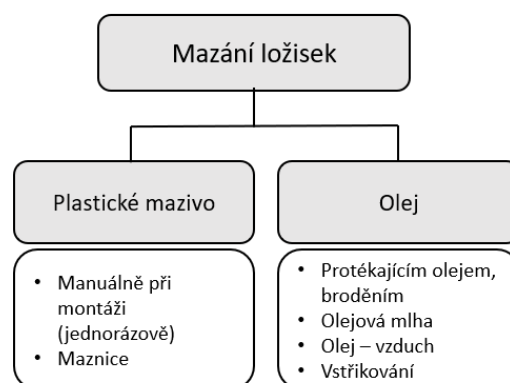 Mazání ložisek
Plastické mazivo
• Manuálně při
montáži
(jednorázově)
• Maznice
Olej
• Protékajícím olejem,
broděním
• Olejová mlha
• Olej – vzduch
• Vstřikování